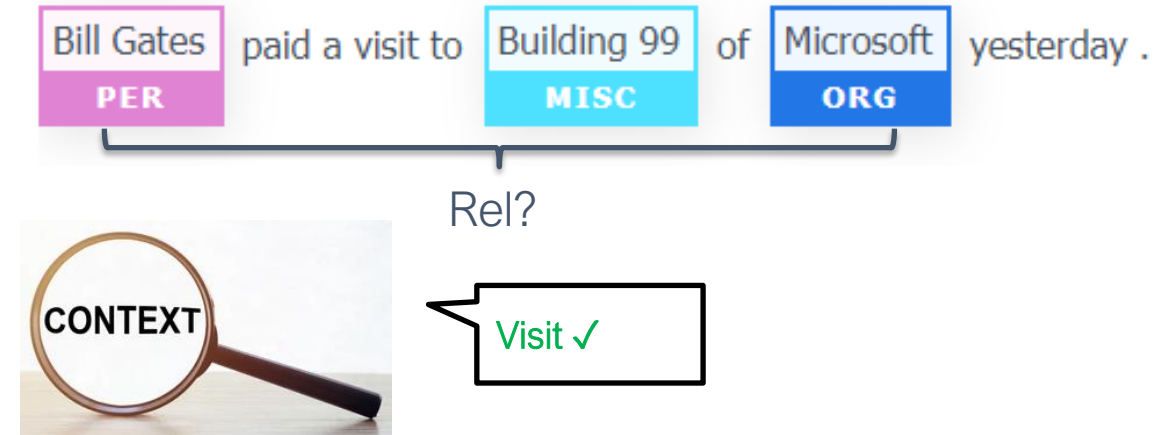 Bill Gates paid a visit to Building 99 of Microsoft yesterday .
PER MISC ORG
Rel?
CONTEXT
Visit ✓